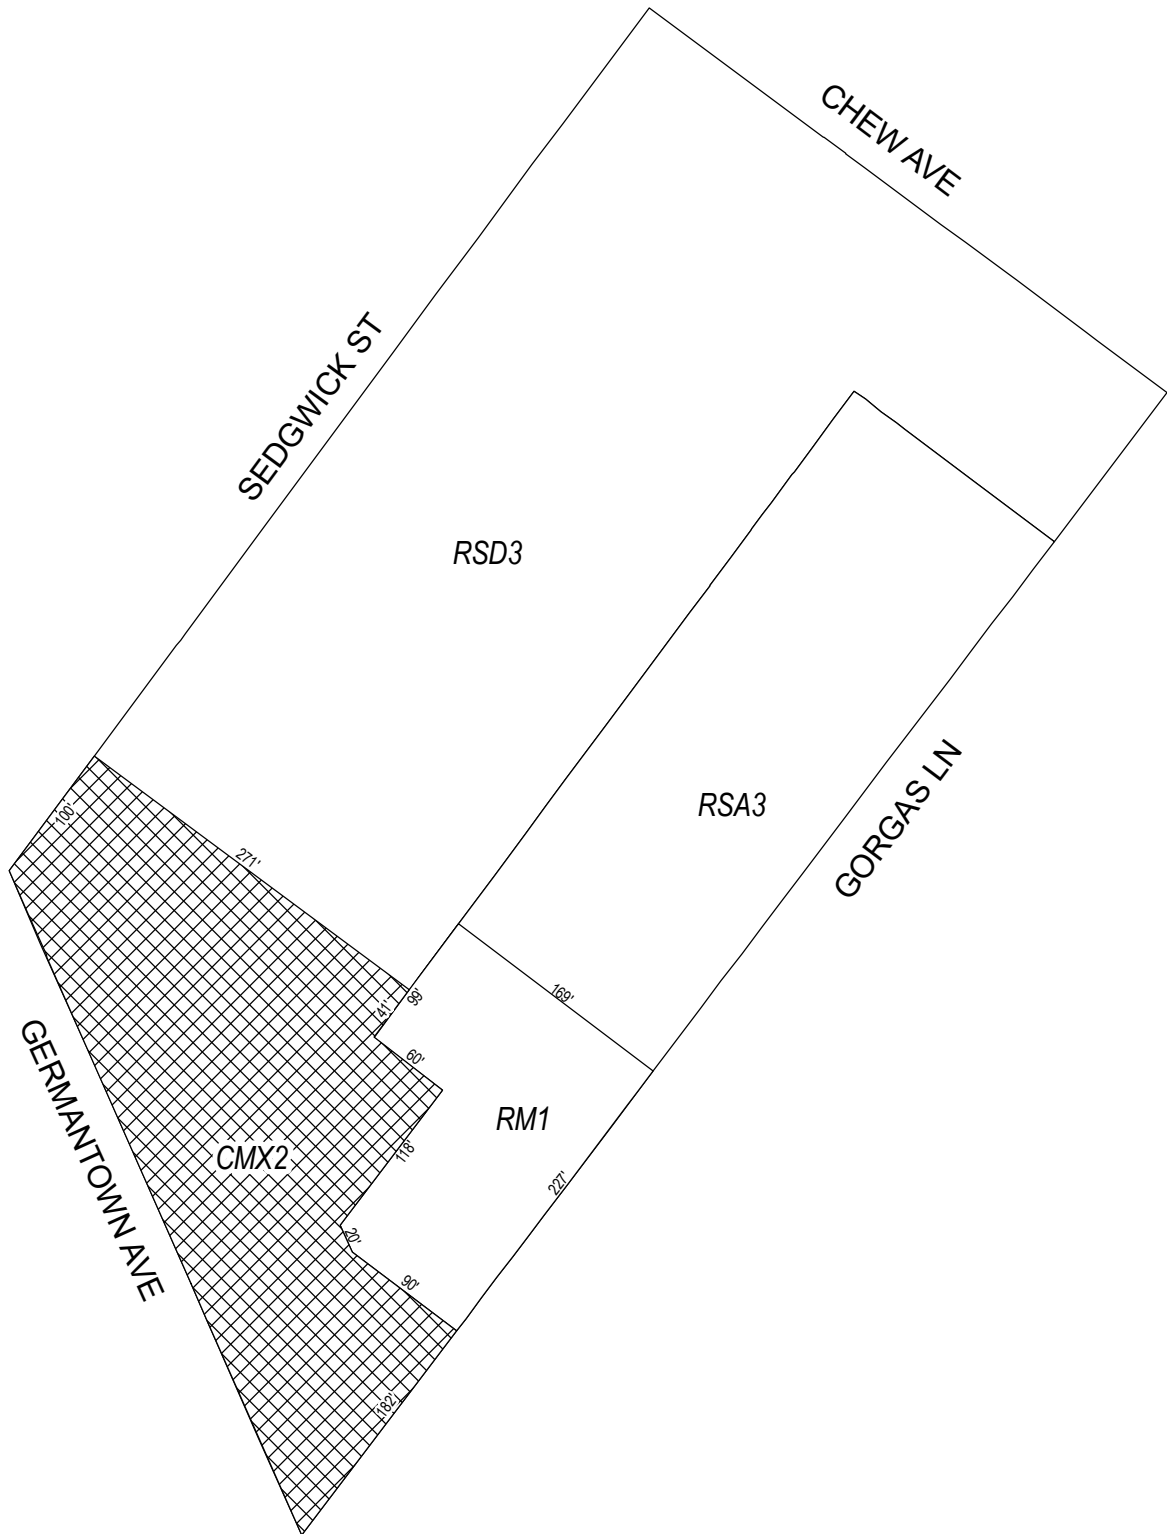 CHEW AVE
SEDGWICK ST
RSD3
RSA3
GORGAS LN
100'
271'
99'
41'
169'
60'
GERMANTOWN AVE
CMX2
RM1
118'
227'
20'
90'
182'